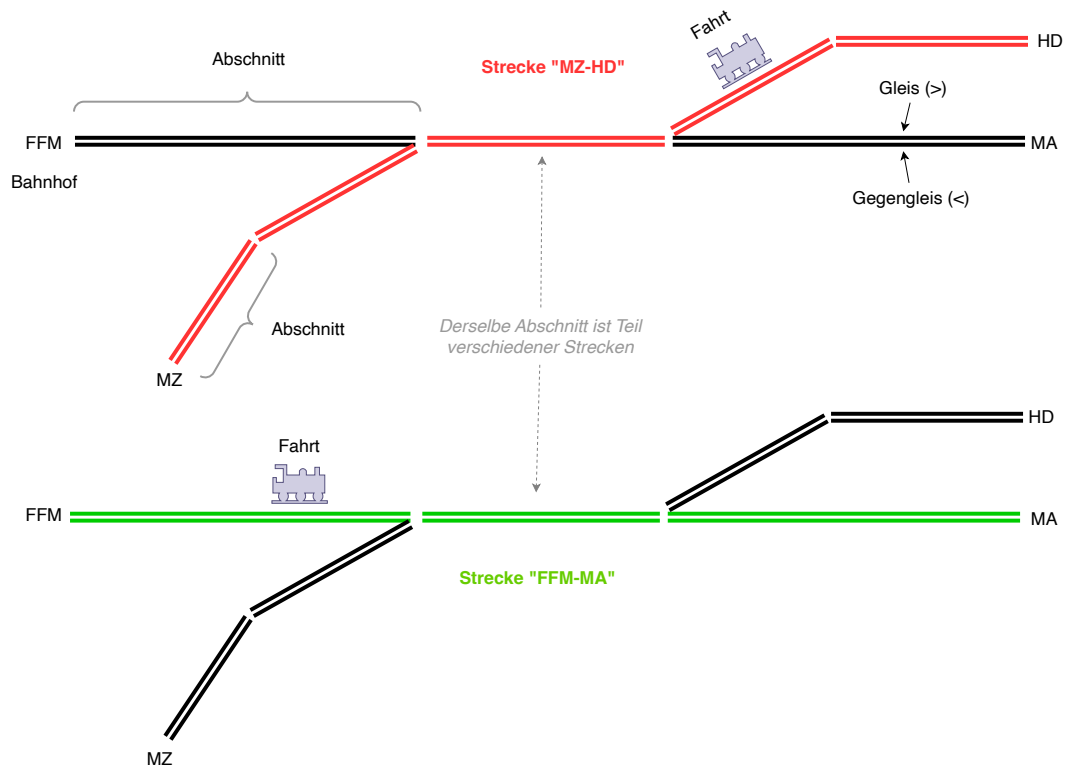 Fahrt
HD
Abschnitt
Strecke "MZ-HD"
Gleis (>)
FFM
MA
Bahnhof
Gegengleis (<)
Abschnitt
Derselbe Abschnitt ist Teil
verschiedener Strecken
MZ
HD
Fahrt
FFM
MA
Strecke "FFM-MA"
MZ